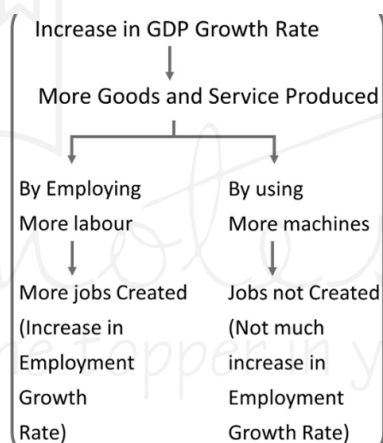 Increase in GDP Growth Rate
More Goods and Service Produced
By Employing
More labour
More jobs Created
(Increase in
Employment
Growth
Rate)
By using
More machines
Jobs not Created
(Not much
increase in
Employment
Growth Rate)